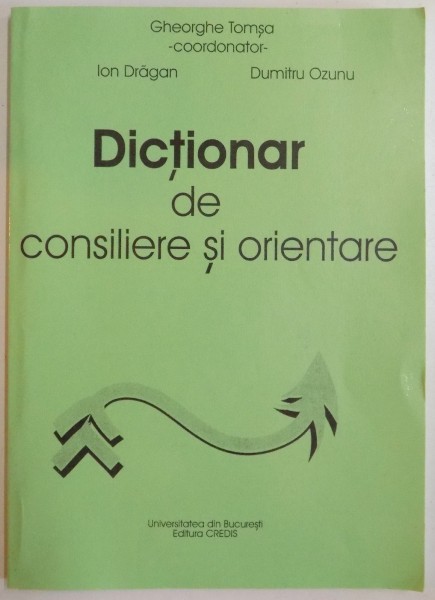 Gheorghe Tomșa
-coordonator-
Ion Drăgan Dumitru Ozunu
Dicționar
de
consiliere și orientare
Universitatea din București
Editura CREDIS